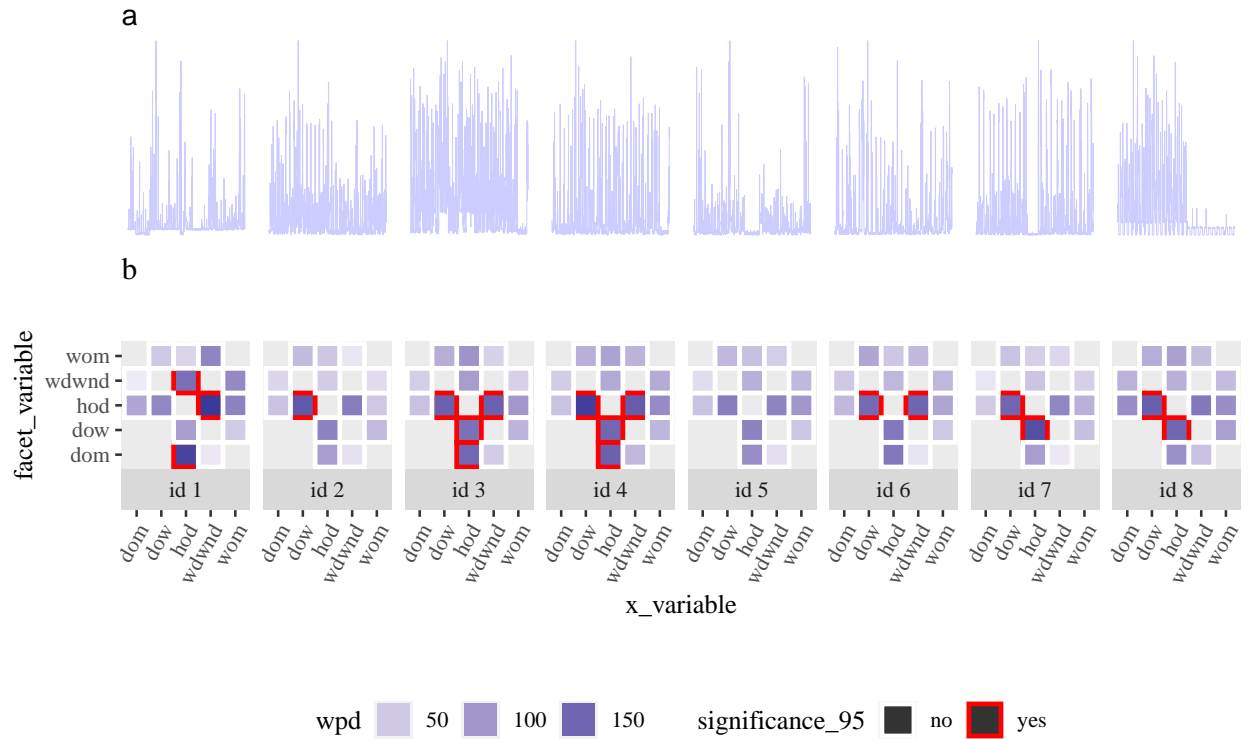 a
b
facet_variable
wom
wdwnd
hod
dow
dom
id 1 id 2 id 3 id 4 id 5 id 6 id 7 id 8
dom dow hod wdwnd wom dom dow hod wdwnd wom dom dow hod wdwnd wom dom dow hod wdwnd wom dom dow hod wdwnd wom dom dow hod wdwnd wom dom dow hod wdwnd wom dom dow hod wdwnd wom
x_variable
wpd 50 100 150 significance_95 no yes